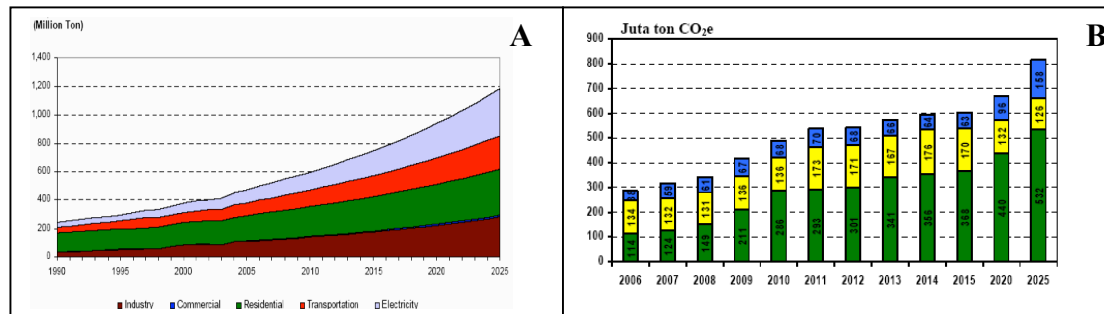 (Million Ton)
A
1,400
1,200
1,000
800
600
400
200
0
1990 1995 2000 2005 2010 2015 2020 2025
Industry Commercial Residential Transportation Electricity
Juta ton CO₂e
B
900
800
700
600
500
400
300
200
100
0
134 114
59 132 124
61 131 149
67 136 211
68 136 286
70 173 293
68 171 301
66 167 341
64 176 356
63 170 368
96 132 440
158 126 532
2006 2007 2008 2009 2010 2011 2012 2013 2014 2015 2020 2025